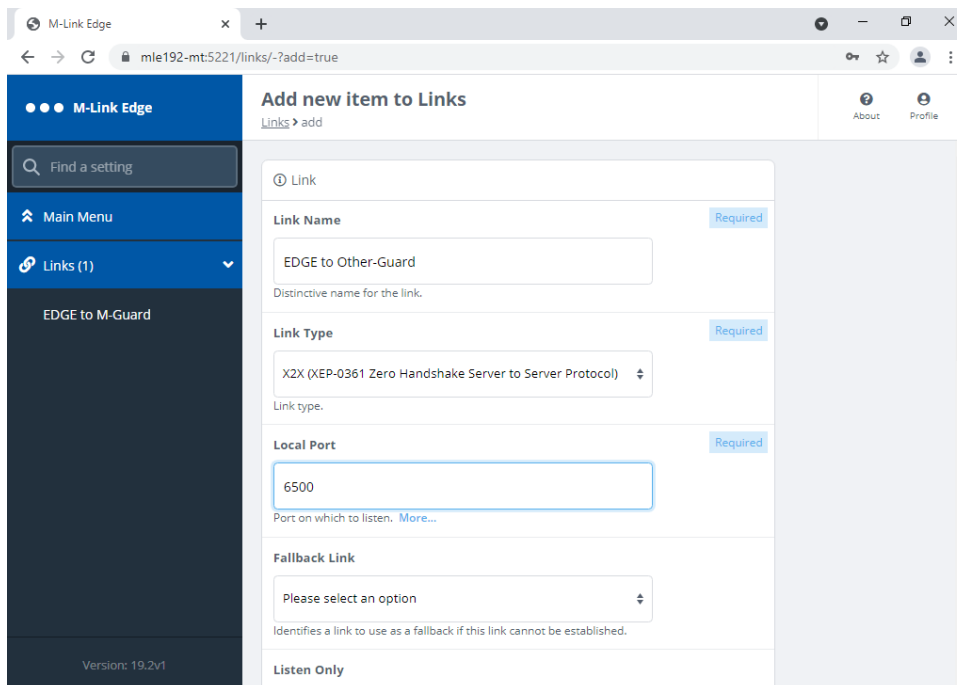 M-Link Edge
mle192-mt:5221/links/-?add=true
M-Link Edge
Find a setting
Main Menu
Links (1)
EDGE to M-Guard
Version: 19.2v1
Add new item to Links
Links > add
About
Profile
Link
Link Name
Required
EDGE to Other-Guard
Distinctive name for the link.
Link Type
Required
X2X (XEP-0361 Zero Handshake Server to Server Protocol)
Link type.
Local Port
Required
6500
Port on which to listen. More...
Fallback Link
Please select an option
Identifies a link to use as a fallback if this link cannot be established.
Listen Only